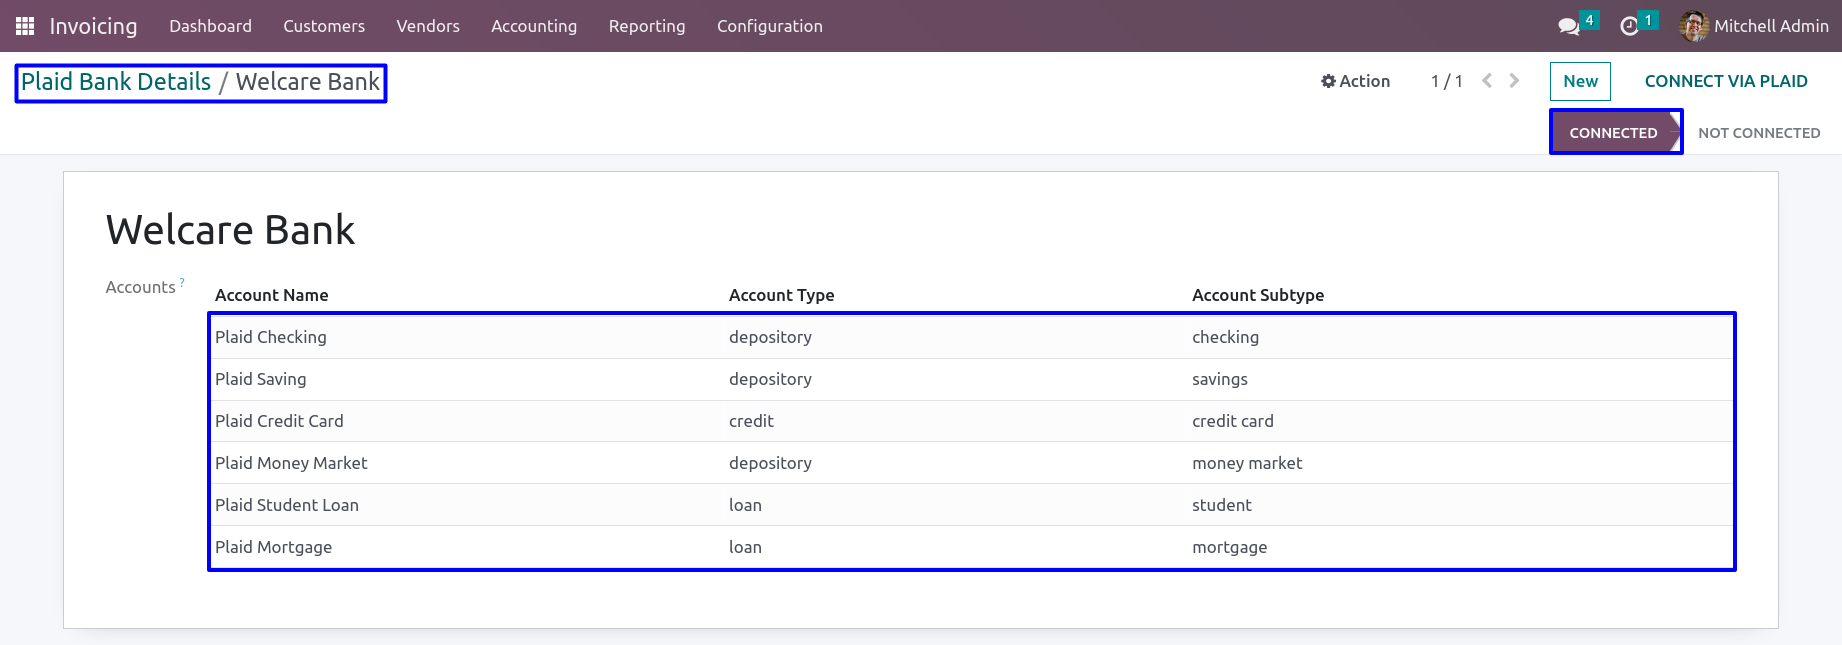 Invoicing Dashboard Customers Vendors Accounting Reporting Configuration 4 1 Mitchell Admin
Plaid Bank Details / Welcare Bank Action 1 / 1 New CONNECT VIA PLAID
CONNECTED NOT CONNECTED
Welcare Bank
Accounts ?
Account Name Account Type Account Subtype
Plaid Checking depository checking
Plaid Saving depository savings
Plaid Credit Card credit credit card
Plaid Money Market depository money market
Plaid Student Loan loan student
Plaid Mortgage loan mortgage